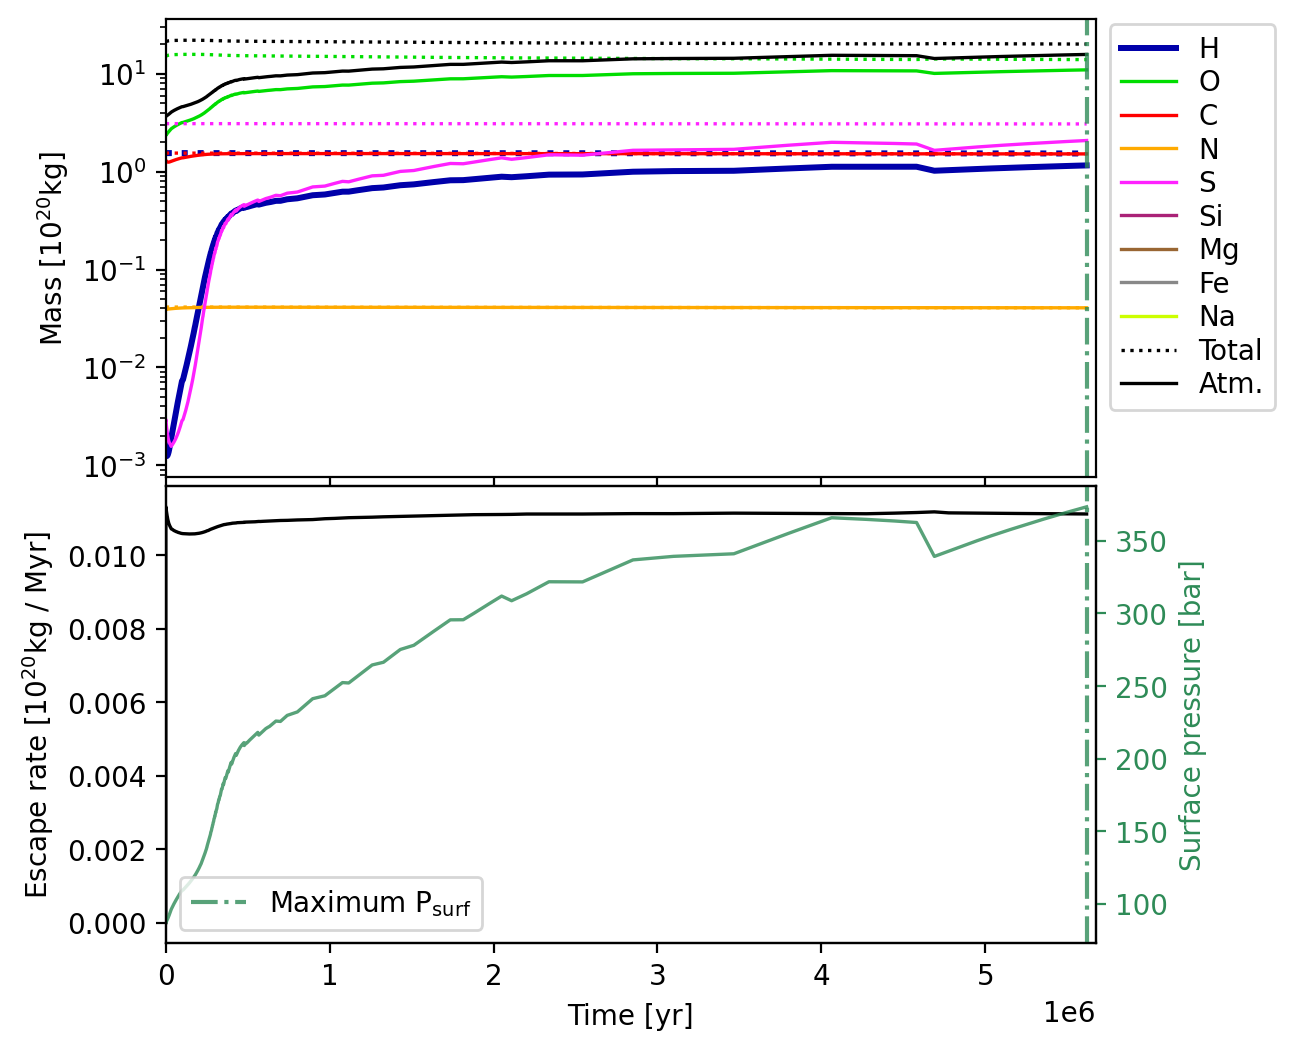 10¹
10⁰
10⁻¹
10⁻²
10⁻³
Mass [10²⁰kg]
H
O
C
N
S
Si
Mg
Fe
Na
Total
Atm.
0.010
0.008
0.006
0.004
0.002
0.000
Escape rate [10²⁰kg / Myr]
350
300
250
200
150
100
Surface pressure [bar]
Maximum P_surf
0 1 2 3 4 5
1e6
Time [yr]